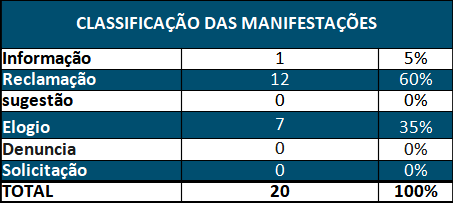 CLASSIFICAÇÃO DAS MANIFESTAÇÕES
Informação 1 5%
Reclamação 12 60%
sugestão 0 0%
Elogio 7 35%
Denuncia 0 0%
Solicitação 0 0%
TOTAL 20 100%